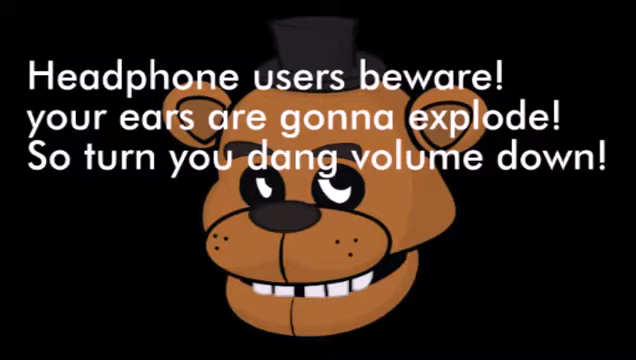 Headphone users beware!
your ears are gonna explode!
So turn you dang volume down!